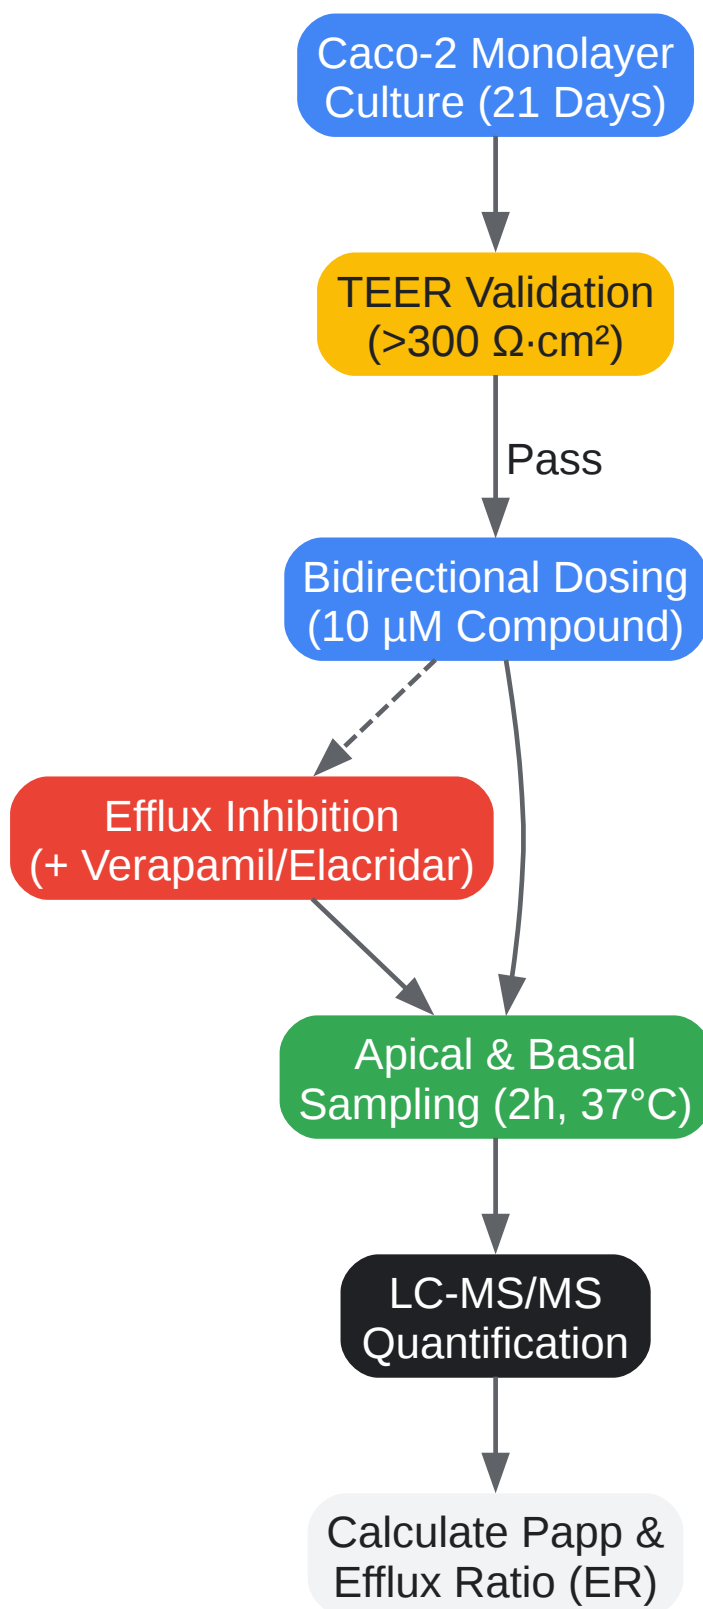 Caco-2 Monolayer
Culture (21 Days)
TEER Validation
(>300 Ω·cm²)
Pass
Bidirectional Dosing
(10 µM Compound)
Efflux Inhibition
(+ Verapamil/Elacridar)
Apical & Basal
Sampling (2h, 37°C)
LC-MS/MS
Quantification
Calculate Papp &
Efflux Ratio (ER)